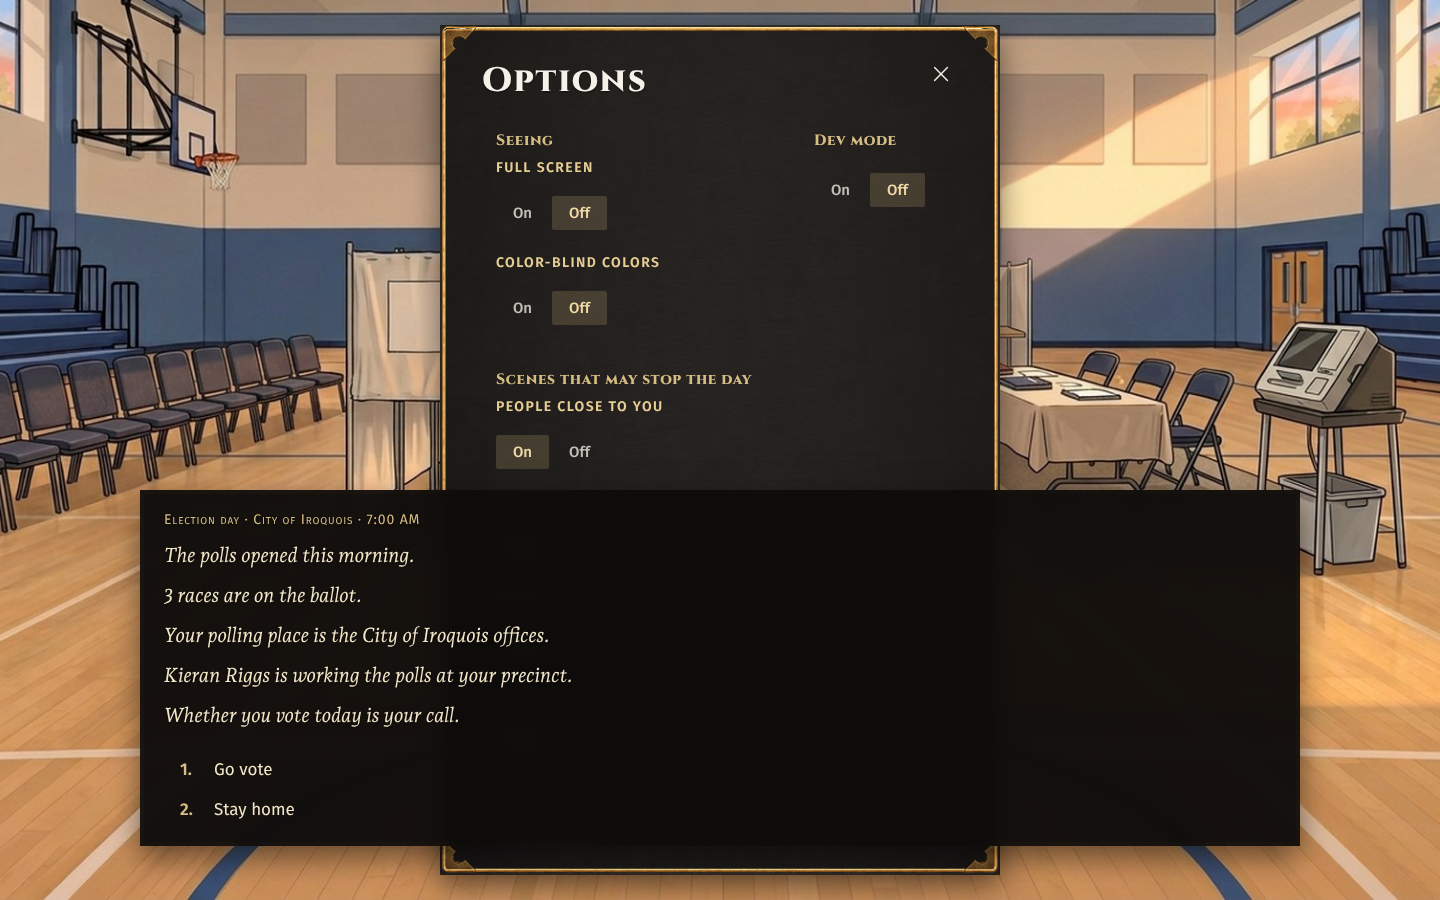 Options
Seeing
FULL SCREEN
On Off
COLOR-BLIND COLORS
On Off
Scenes that may stop the day
PEOPLE CLOSE TO YOU
On Off
Dev mode
On Off
Election day · City of Iroquois · 7:00 AM
The polls opened this morning.
3 races are on the ballot.
Your polling place is the City of Iroquois offices.
Kieran Riggs is working the polls at your precinct.
Whether you vote today is your call.
1. Go vote
2. Stay home